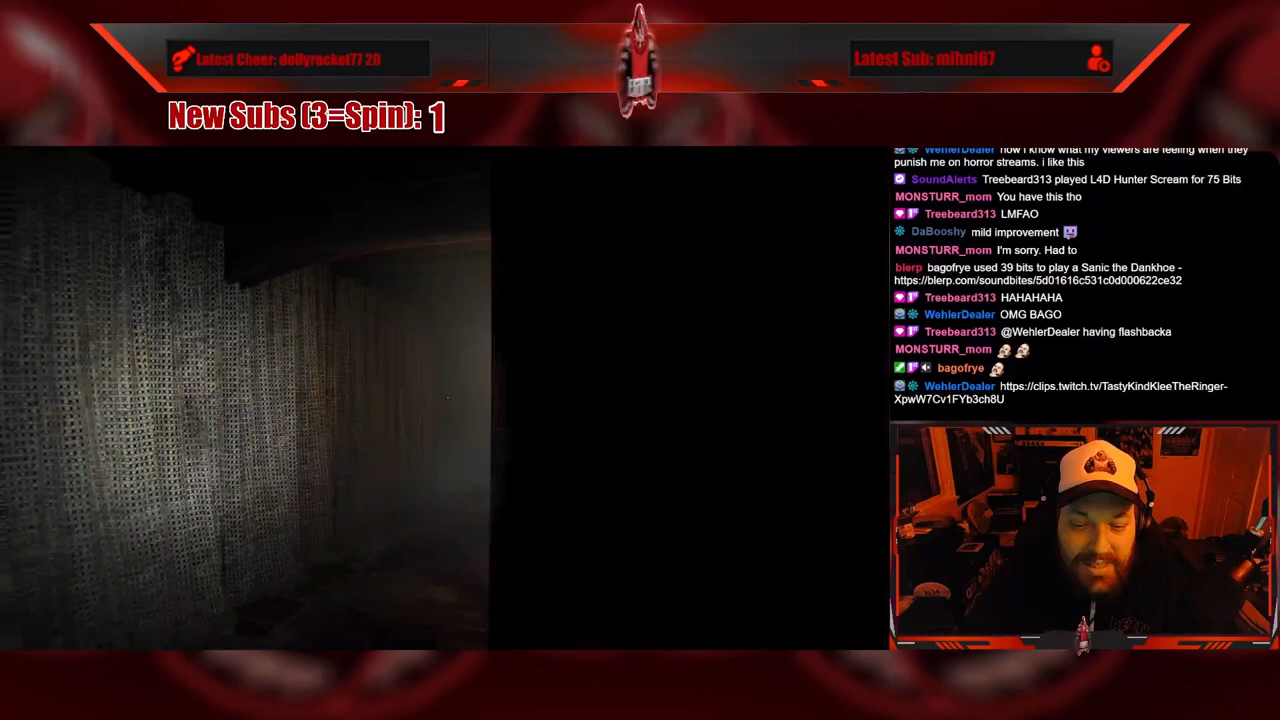 Latest Cheer: dollyrocket77 20
Latest Sub: mihni67
New Subs (3=Spin): 1
WehlerDealer now i know what my viewers are feeling when they
punish me on horror streams. i like this
SoundAlerts Treebeard313 played L4D Hunter Scream for 75 Bits
MONSTURR_mom You have this tho
Treebeard313 LMFAO
DaBooshy mild improvement
MONSTURR_mom I'm sorry. Had to
blerp bagofrye used 39 bits to play a Sanic the Dankhoe -
https://blerp.com/soundbites/5d01616c531c0d000622ce32
Treebeard313 HAHAHAHA
WehlerDealer OMG BAGO
Treebeard313 @WehlerDealer having flashbacka
MONSTURR_mom
bagofrye
WehlerDealer https://clips.twitch.tv/TastyKindKleeTheRinger-
XpwW7Cv1FYb3ch8U